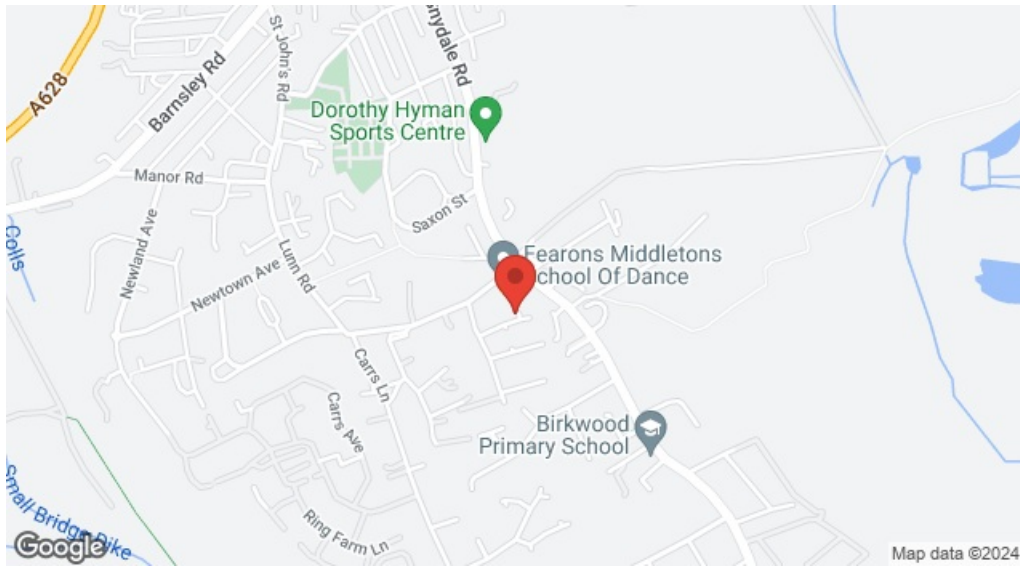 St John's Rd
nydale Rd
A628
Barnsley Rd
Dorothy Hyman
Sports Centre
Manor Rd
Saxon St
Colls
Newland Ave
Newtown Ave
Lunn Rd
Fearons Middletons
chool Of Dance
Carrs Ln
Carrs Ave
Birkwood
Primary School
Small Bridge Dike
Ring Farm Ln
Google
Map data ©2024